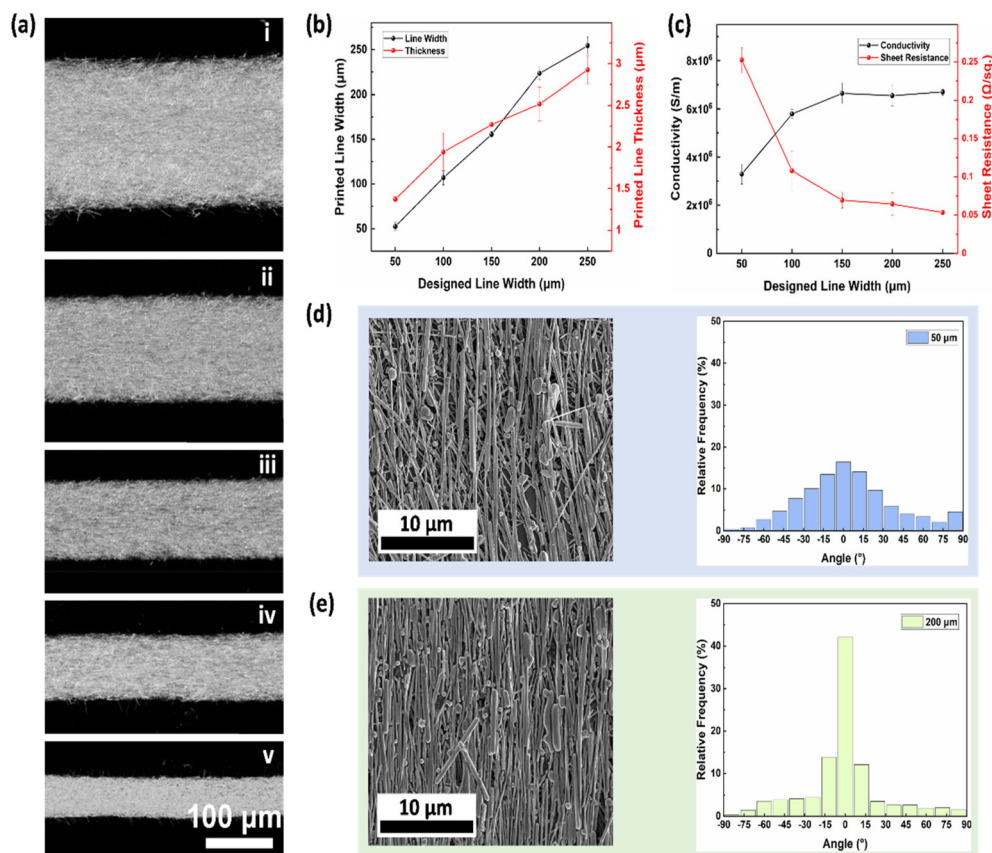 (a)
i
ii
iii
iv
v
100 µm
(b)
Line Width
Thickness
Printed Line Width (µm)
250
200
150
100
50
Printed Line Thickness (µm)
3
2.5
2
1.5
1
50 100 150 200 250
Designed Line Width (µm)
(c)
Conductivity
Sheet Resistance
Conductivity (S/m)
8x10⁶
6x10⁶
4x10⁶
2x10⁶
0
Sheet Resistance (Ω/sq.)
0.25
0.2
0.15
0.1
0.05
0
50 100 150 200 250
Designed Line Width (µm)
(d)
10 µm
50 µm
Relative Frequency (%)
50
40
30
20
10
0
-90 -75 -60 -45 -30 -15 0 15 30 45 60 75 90
Angle (°)
(e)
10 µm
200 µm
Relative Frequency (%)
50
40
30
20
10
0
-90 -75 -60 -45 -30 -15 0 15 30 45 60 75 90
Angle (°)